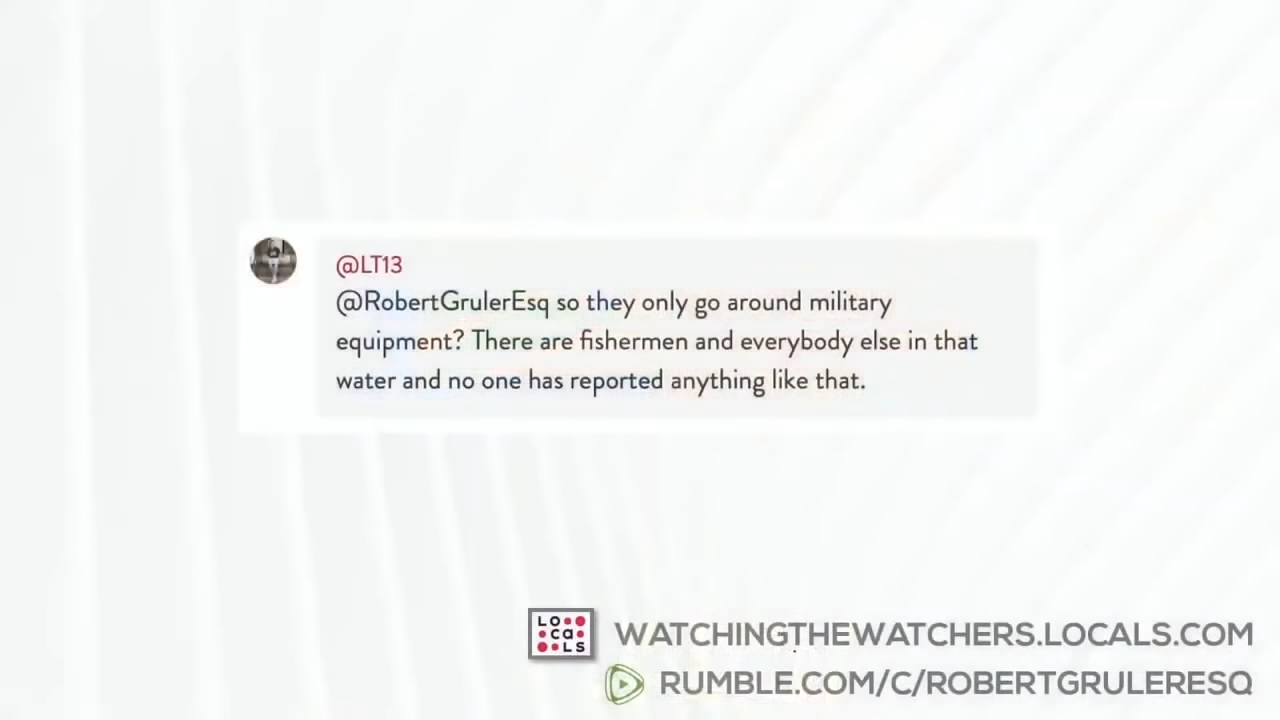 @LT13
@RobertGrulerEsq so they only go around military
equipment? There are fishermen and everybody else in that
water and no one has reported anything like that.
LO
ca
LS
WATCHINGTHEWATCHERS.LOCALS.COM
RUMBLE.COM/C/ROBERTGRULERESQ